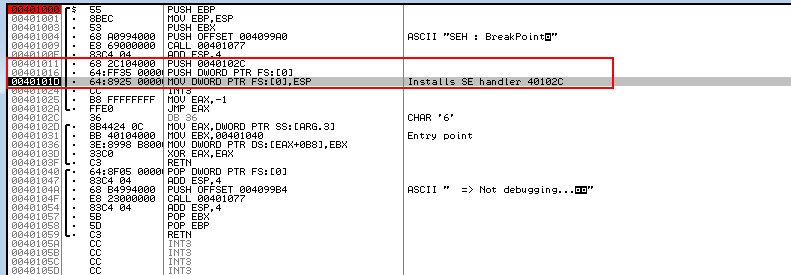 00401000 $ 55 PUSH EBP
00401001 · 8BEC MOV EBP,ESP
00401003 · 53 PUSH EBX
00401004 · 68 A0994000 PUSH OFFSET 004099A0 ASCII "SEH : BreakPoint"
00401009 · E8 69000000 CALL 00401077
0040100E · 83C4 04 ADD ESP,4
00401011 · 68 2C104000 PUSH 0040102C
00401016 · 64:FF35 0000 PUSH DWORD PTR FS:[0]
0040101D · 64:8925 0000 MOV DWORD PTR FS:[0],ESP Installs SE handler 40102C
00401024 · CC INT3
00401025 · B8 FFFFFFFF MOV EAX,-1
0040102A · FFE0 JMP EAX
0040102C 36 DB 36 CHAR '6'
0040102D · 8B4424 0C MOV EAX,DWORD PTR SS:[ARG.3]
00401031 · BB 40104000 MOV EBX,00401040 Entry point
00401036 · 3E:8998 B800 MOV DWORD PTR DS:[EAX+0B8],EBX
0040103D · 33C0 XOR EAX,EAX
0040103F · C3 RETN
00401040 · 64:8F05 0000 POP DWORD PTR FS:[0]
00401047 · 83C4 04 ADD ESP,4
0040104A · 68 B4994000 PUSH OFFSET 004099B4 ASCII " => Not debugging..."
0040104F · E8 23000000 CALL 00401077
00401054 · 83C4 04 ADD ESP,4
00401057 · 5B POP EBX
00401058 · 5D POP EBP
00401059 · C3 RETN
0040105A CC INT3
0040105B CC INT3
0040105C CC INT3
0040105D CC INT3